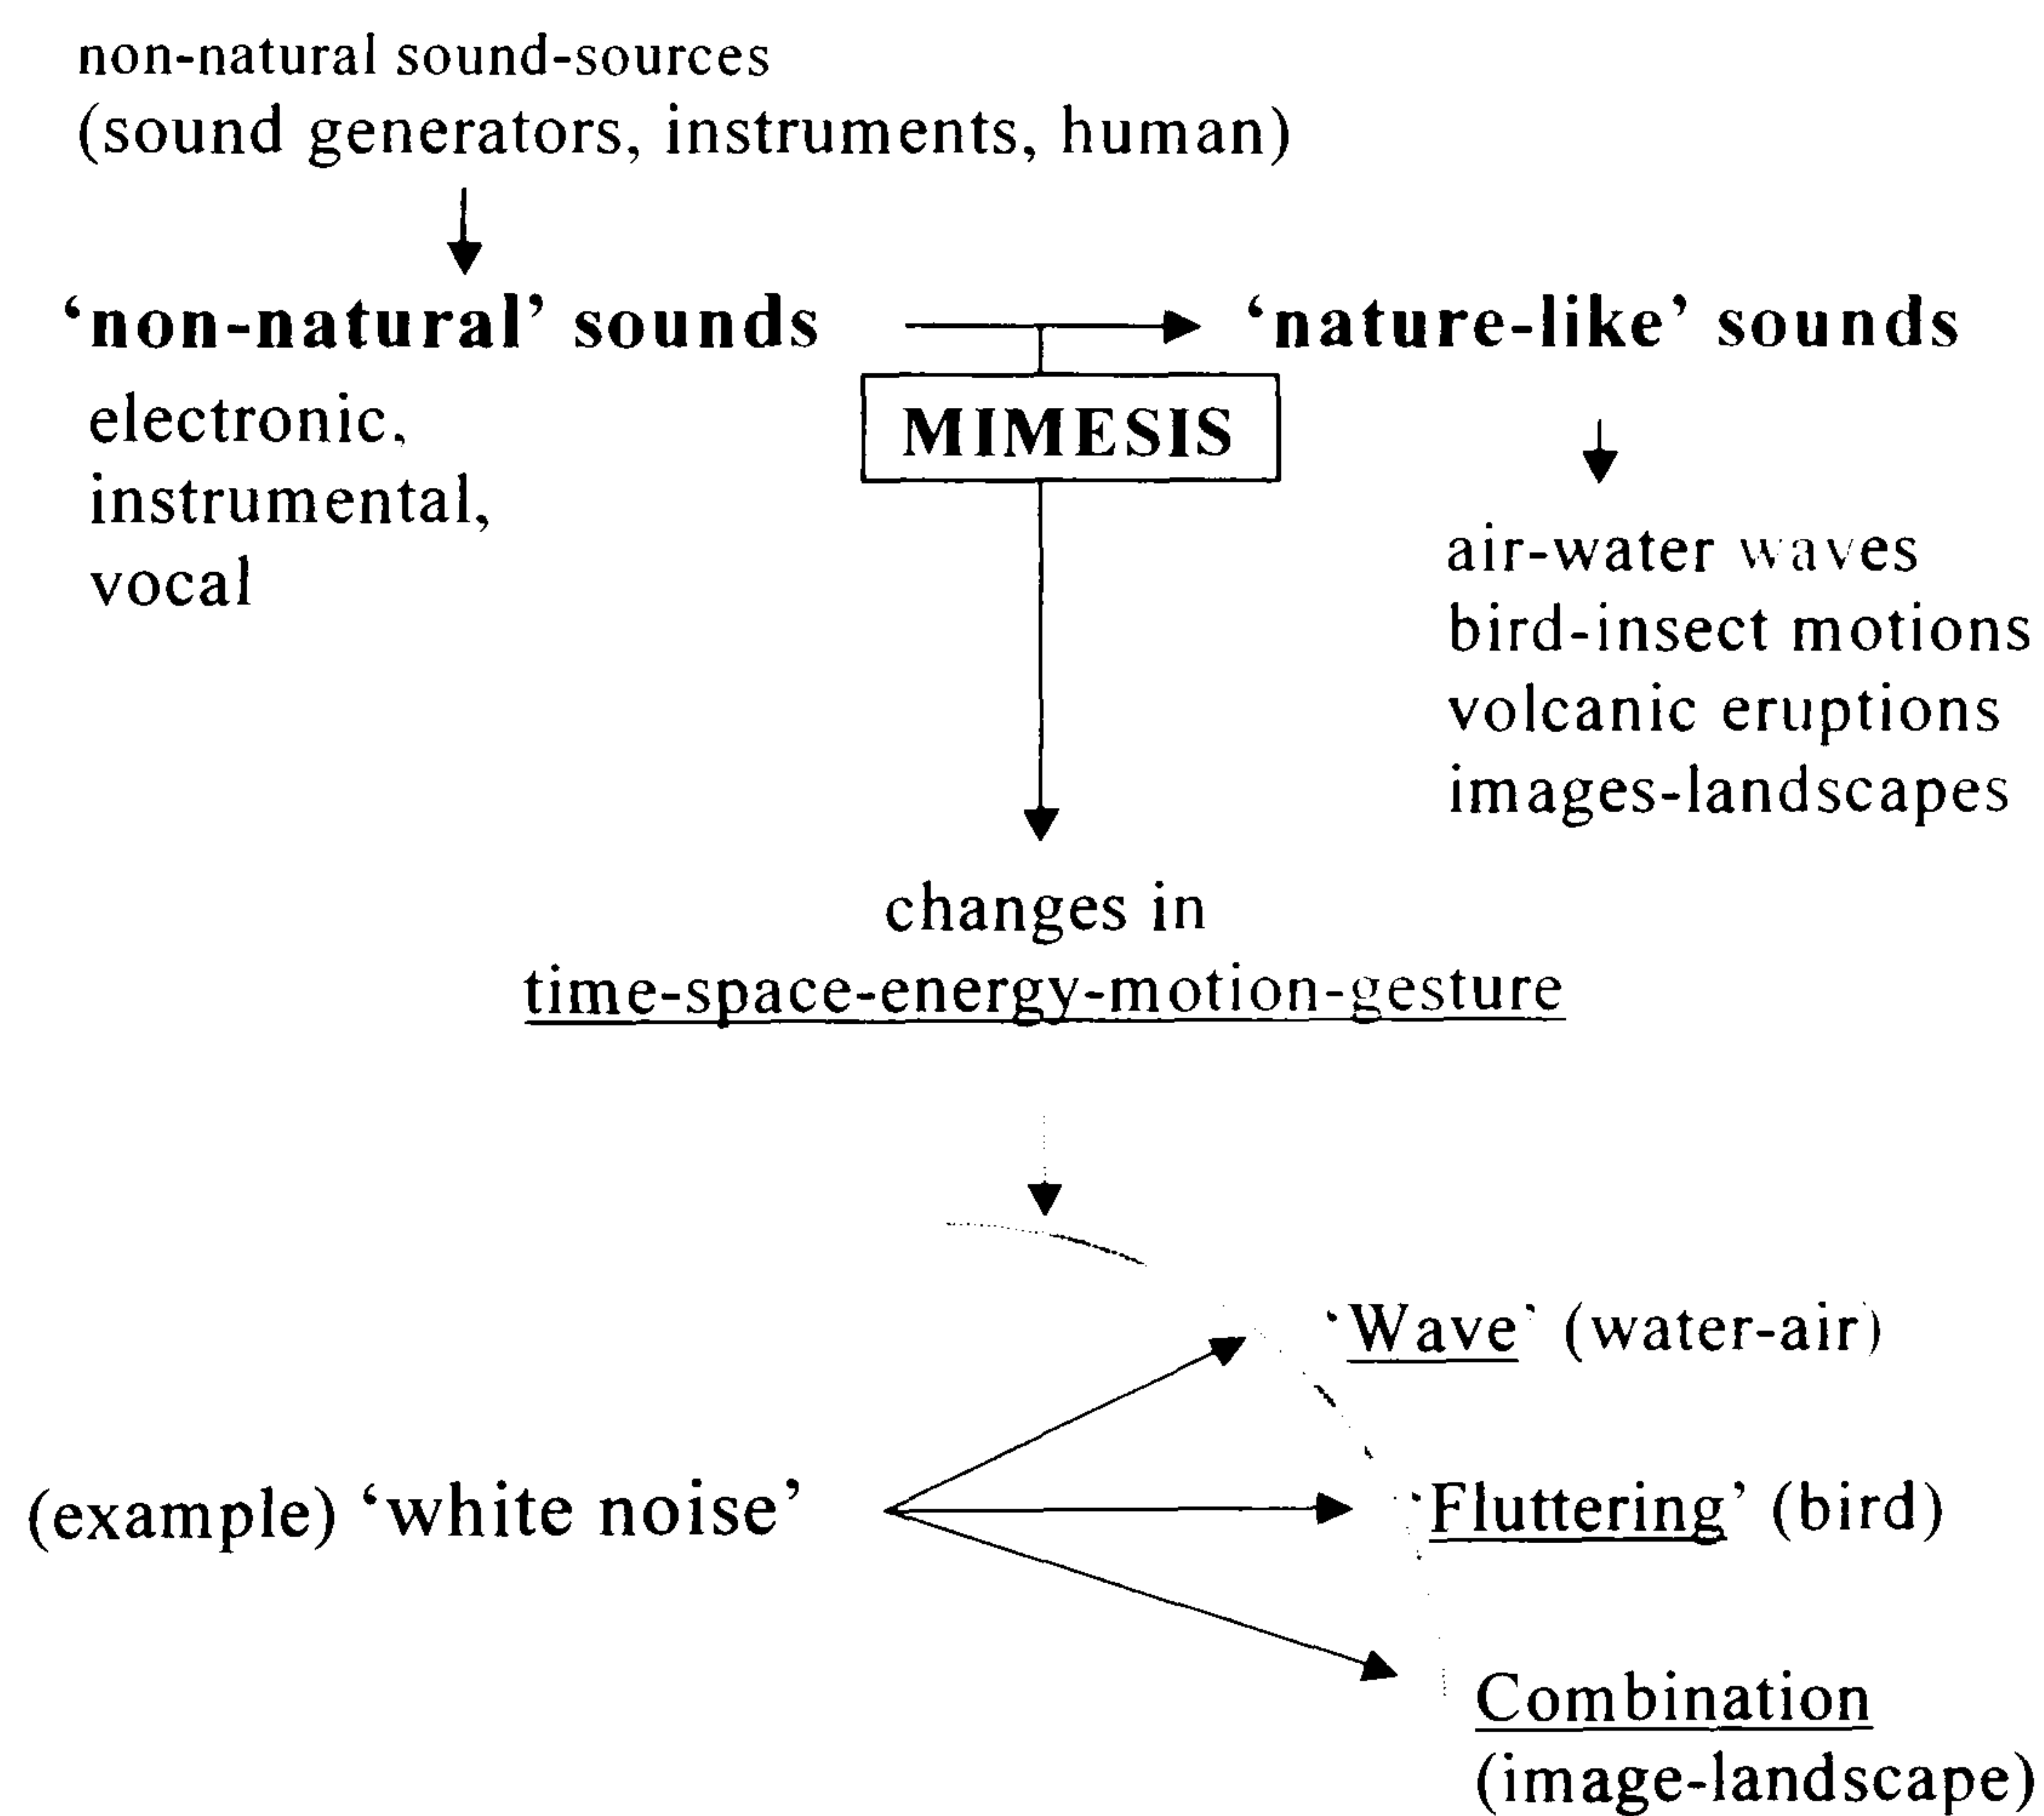 non-natural sound-sources
(sound generators, instruments, human)
‘non-natural’ sounds
‘nature-like’ sounds
electronic,
instrumental,
vocal
MIMESIS
air-water waves
bird-insect motions
volcanic eruptions
images-landscapes
changes in
time-space-energy-motion-gesture
‘Wave’ (water-air)
(example) ‘white noise’
‘Fluttering’ (bird)
Combination
(image-landscape)